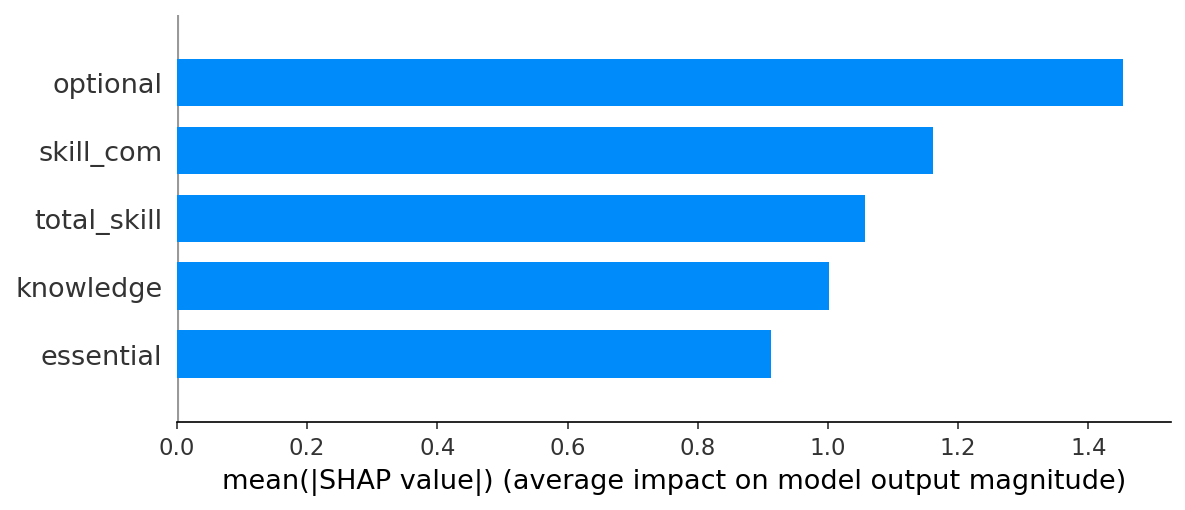 optional
skill_com
total_skill
knowledge
essential
0.0 0.2 0.4 0.6 0.8 1.0 1.2 1.4
mean(|SHAP value|) (average impact on model output magnitude)